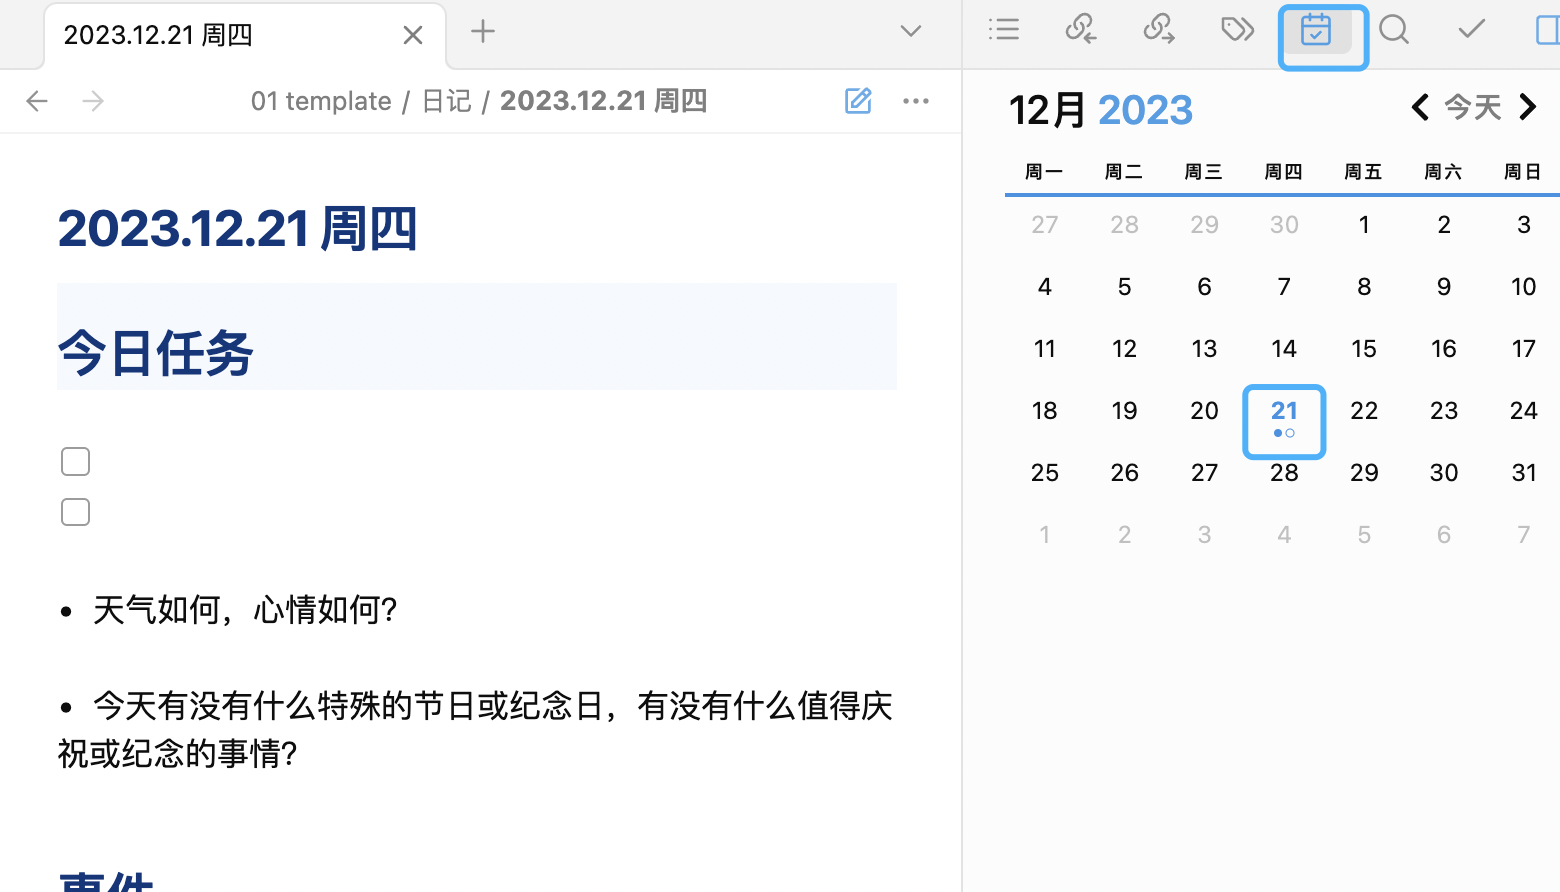 2023.12.21 周四
01 template / 日记 / 2023.12.21 周四
2023.12.21 周四
今日任务
天气如何，心情如何?
今天有没有什么特殊的节日或纪念日，有没有什么值得庆
祝或纪念的事情?
事件
12月 2023
今天
周一 周二 周三 周四 周五 周六 周日
27 28 29 30 1 2 3
4 5 6 7 8 9 10
11 12 13 14 15 16 17
18 19 20 21 22 23 24
25 26 27 28 29 30 31
1 2 3 4 5 6 7